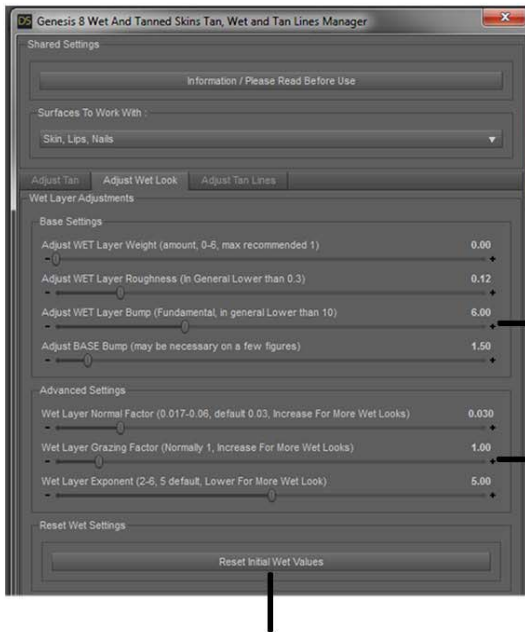 DS Genesis 8 Wet And Tanned Skins Tan, Wet and Tan Lines Manager
Shared Settings
Information / Please Read Before Use
Surfaces To Work With :
Skin, Lips, Nails
Adjust Tan Adjust Wet Look Adjust Tan Lines
Wet Layer Adjustments
Base Settings
Adjust WET Layer Weight (amount, 0-6, max recommended 1) 0.00
- +
Adjust WET Layer Roughness (In General Lower than 0.3) 0.12
- +
Adjust WET Layer Bump (Fundamental, in general Lower than 10) 6.00
- +
Adjust BASE Bump (may be necessary on a few figures) 1.50
- +
Advanced Settings
Wet Layer Normal Factor (0.017-0.06, default 0.03, Increase For More Wet Looks) 0.030
- +
Wet Layer Grazing Factor (Normally 1, Increase For More Wet Looks) 1.00
- +
Wet Layer Exponent (2-6, 5 default, Lower For More Wet Look) 5.00
- +
Reset Wet Settings
Reset Initial Wet Values